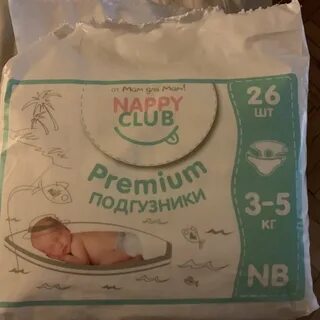 от Мам для Мам!
NAPPY
CLUB
Premium
ПОДГУЗНИКИ
26
ШТ
3-5
КГ
NB